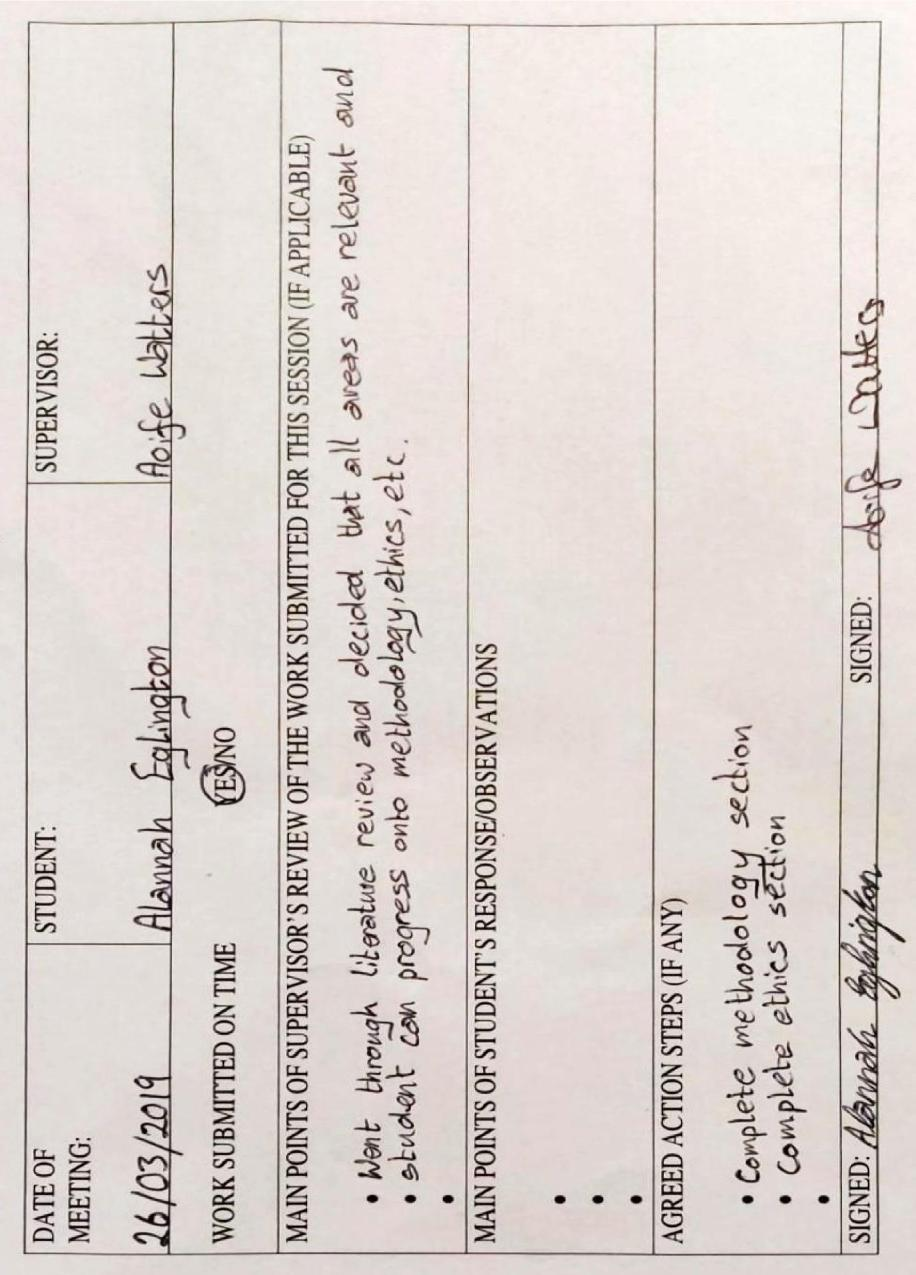 DATE OF MEETING: STUDENT: SUPERVISOR:
26/03/2019 Alannah Eglington Aoife Watters
WORK SUBMITTED ON TIME YES/NO
MAIN POINTS OF SUPERVISOR'S REVIEW OF THE WORK SUBMITTED FOR THIS SESSION (IF APPLICABLE)
• Went through literature review and decided that all areas are relevant and
• student can progress onto methodology, ethics, etc.
•
MAIN POINTS OF STUDENT'S RESPONSE/OBSERVATIONS
•
•
•
AGREED ACTION STEPS (IF ANY)
• Complete methodology section
• Complete ethics section
•
SIGNED: Alannah Eglington SIGNED: Aoife Watters